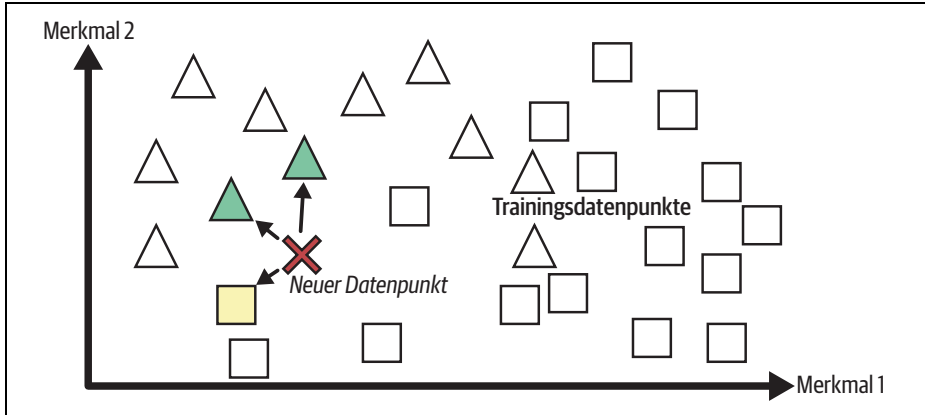 Merkmal 2
Trainingsdatenpunkte
Neuer Datenpunkt
Merkmal 1